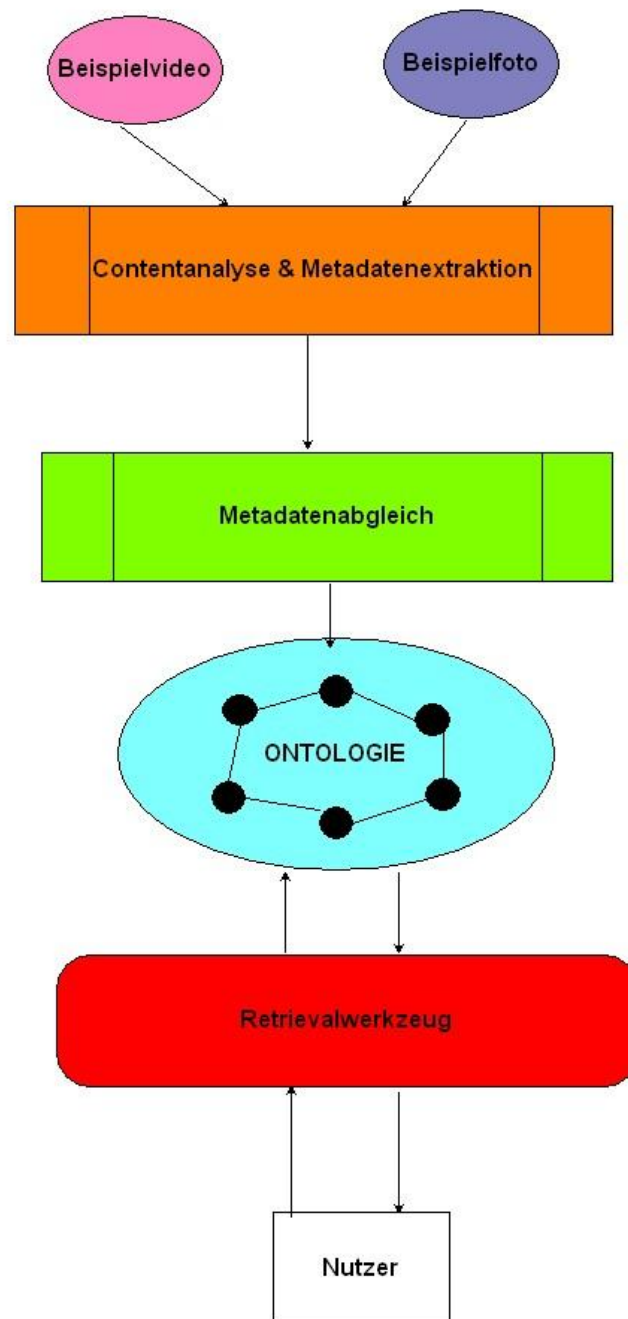 Beispielvideo
Beispielfoto
Contentanalyse & Metadatenextraktion
Metadatenabgleich
ONTOLOGIE
Retrievalwerkzeug
Nutzer